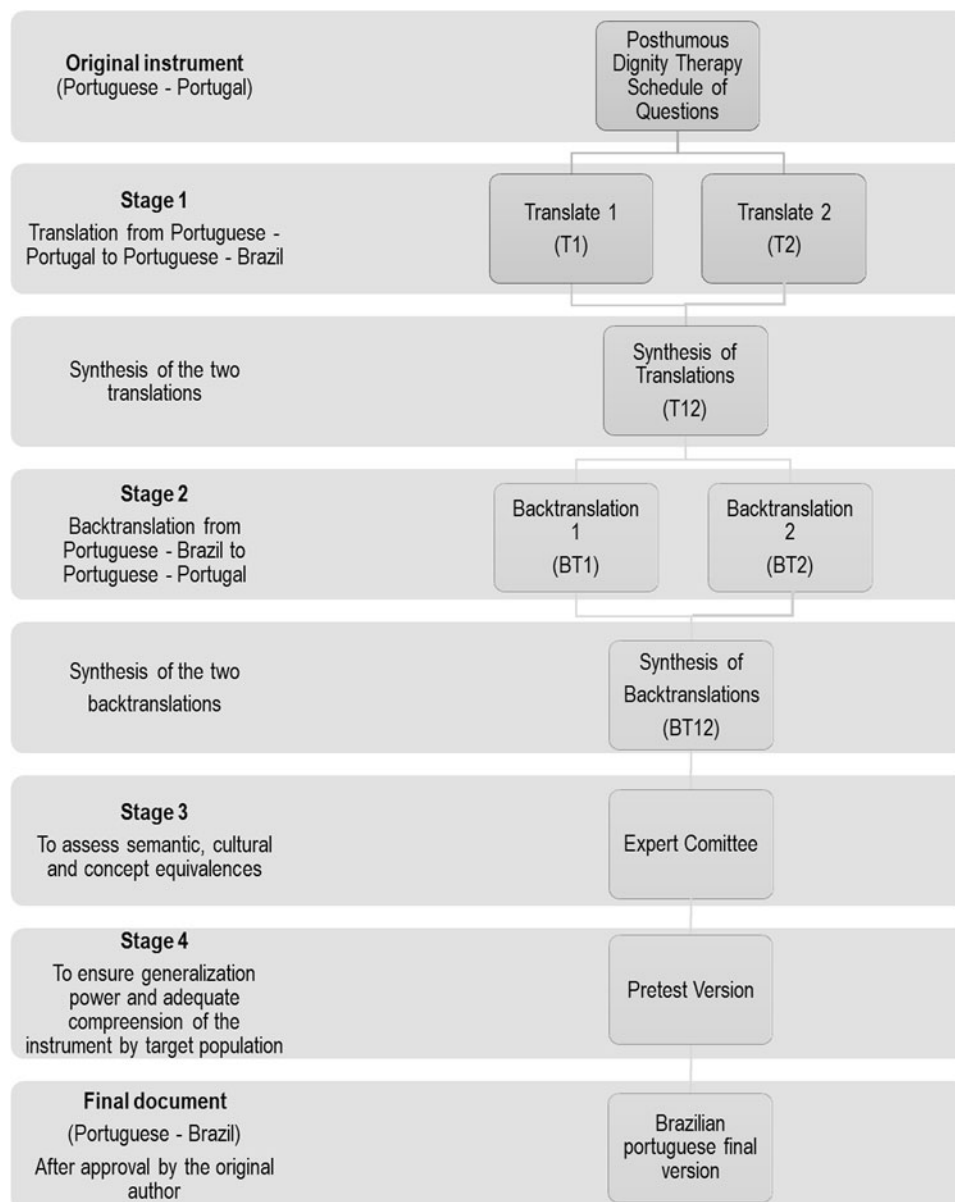 Original instrument
(Portuguese - Portugal)
Posthumous
Dignity Therapy
Schedule of
Questions
Stage 1
Translation from Portuguese -
Portugal to Portuguese - Brazil
Translate 1
(T1)
Translate 2
(T2)
Synthesis of the two
translations
Synthesis of
Translations
(T12)
Stage 2
Backtranslation from
Portuguese - Brazil to
Portuguese - Portugal
Backtranslation
1
(BT1)
Backtranslation
2
(BT2)
Synthesis of the two
backtranslations
Synthesis of
Backtranslations
(BT12)
Stage 3
To assess semantic, cultural
and concept equivalences
Expert Comittee
Stage 4
To ensure generalization
power and adequate
compreension of the
instrument by target population
Pretest Version
Final document
(Portuguese - Brazil)
After approval by the original
author
Brazilian
portuguese final
version